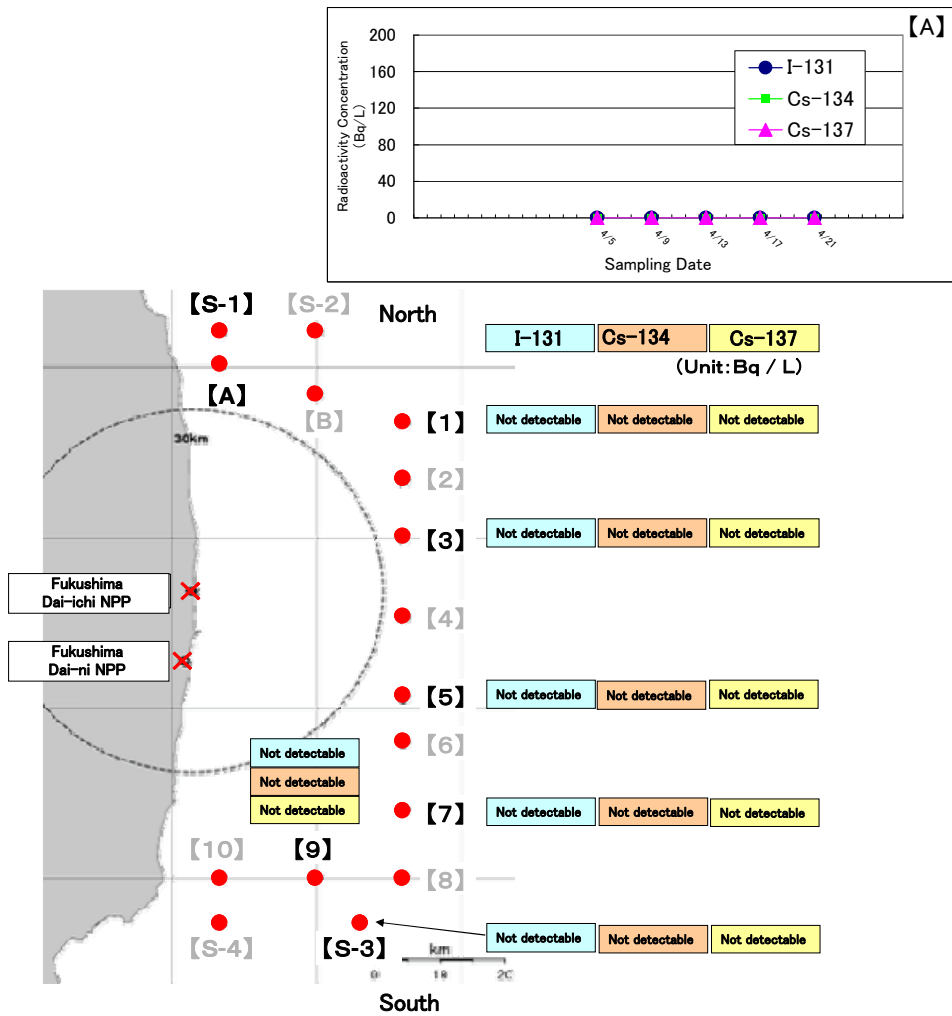 【A】
200
160
120
80
40
0
Radioactivity Concentration
(Bq/L)
I-131
Cs-134
Cs-137
4/5
4/9
4/13
4/17
4/21
Sampling Date
【S-1】
【S-2】
North
I-131
Cs-134
Cs-137
(Unit:Bq / L)
【A】
【B】
【1】
Not detectable
Not detectable
Not detectable
30km
【2】
【3】
Not detectable
Not detectable
Not detectable
Fukushima
Dai-ichi NPP
【4】
Fukushima
Dai-ni NPP
【5】
Not detectable
Not detectable
Not detectable
【6】
Not detectable
Not detectable
Not detectable
【7】
Not detectable
Not detectable
Not detectable
【10】
【9】
【8】
【S-4】
【S-3】
Not detectable
Not detectable
Not detectable
km
0
10
20
South